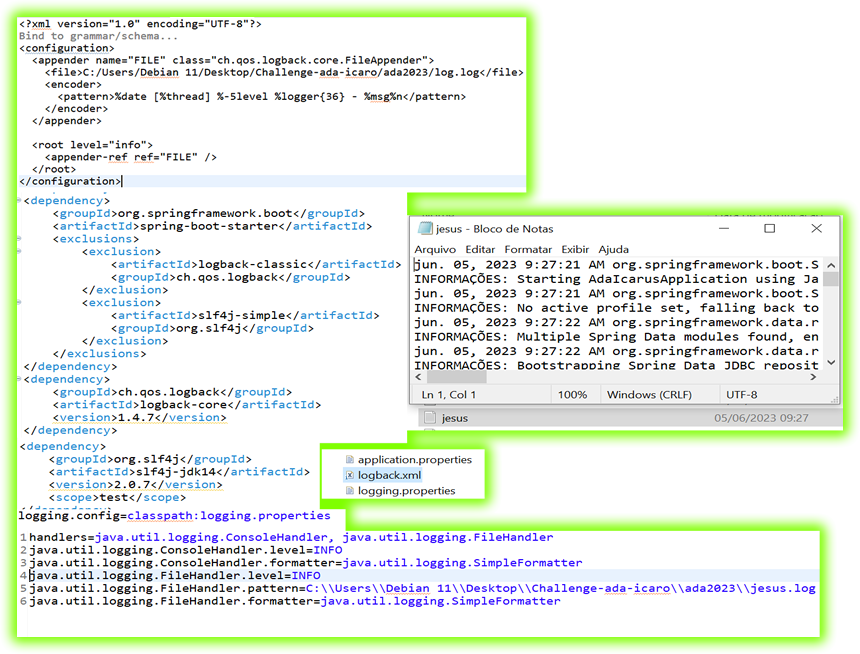 <?xml version="1.0" encoding="UTF-8"?>
Bind to grammar/schema...
<configuration>
<appender name="FILE" class="ch.qos.logback.core.FileAppender">
<file>C:/Users/Debian 11/Desktop/Challenge-ada-icaro/ada2023/log.log</file>
<encoder>
<pattern>%date [%thread] %-5level %logger{36} - %msg%n</pattern>
</encoder>
</appender>
<root level="info">
<appender-ref ref="FILE" />
</root>
</configuration>
<dependency>
<groupId>org.springframework.boot</groupId>
<artifactId>spring-boot-starter</artifactId>
<exclusions>
<exclusion>
<artifactId>logback-classic</artifactId>
<groupId>ch.qos.logback</groupId>
</exclusion>
<exclusion>
<artifactId>slf4j-simple</artifactId>
<groupId>org.slf4j</groupId>
</exclusion>
</exclusions>
</dependency>
<dependency>
<groupId>ch.qos.logback</groupId>
<artifactId>logback-core</artifactId>
<version>1.4.7</version>
</dependency>
<dependency>
<groupId>org.slf4j</groupId>
<artifactId>slf4j-jdk14</artifactId>
<version>2.0.7</version>
<scope>test</scope>
jesus - Bloco de Notas
Arquivo Editar Formatar Exibir Ajuda
jun. 05, 2023 9:27:21 AM org.springframework.boot.S
INFORMAÇÕES: Starting AdaIcarusApplication using Ja
jun. 05, 2023 9:27:21 AM org.springframework.boot.S
INFORMAÇÕES: No active profile set, falling back to
jun. 05, 2023 9:27:22 AM org.springframework.data.r
INFORMAÇÕES: Multiple Spring Data modules found, en
jun. 05, 2023 9:27:22 AM org.springframework.data.r
INFORMAÇÕES: Bootstrapping Spring Data JDBC reposit
Ln 1, Col 1 100% Windows (CRLF) UTF-8
jesus 05/06/2023 09:27
application.properties
logback.xml
logging.properties
logging.config=classpath:logging.properties
1 handlers=java.util.logging.ConsoleHandler, java.util.logging.FileHandler
2 java.util.logging.ConsoleHandler.level=INFO
3 java.util.logging.ConsoleHandler.formatter=java.util.logging.SimpleFormatter
4 java.util.logging.FileHandler.level=INFO
5 java.util.logging.FileHandler.pattern=C:\\Users\\Debian 11\\Desktop\\Challenge-ada-icaro\\ada2023\\jesus.log
6 java.util.logging.FileHandler.formatter=java.util.logging.SimpleFormatter